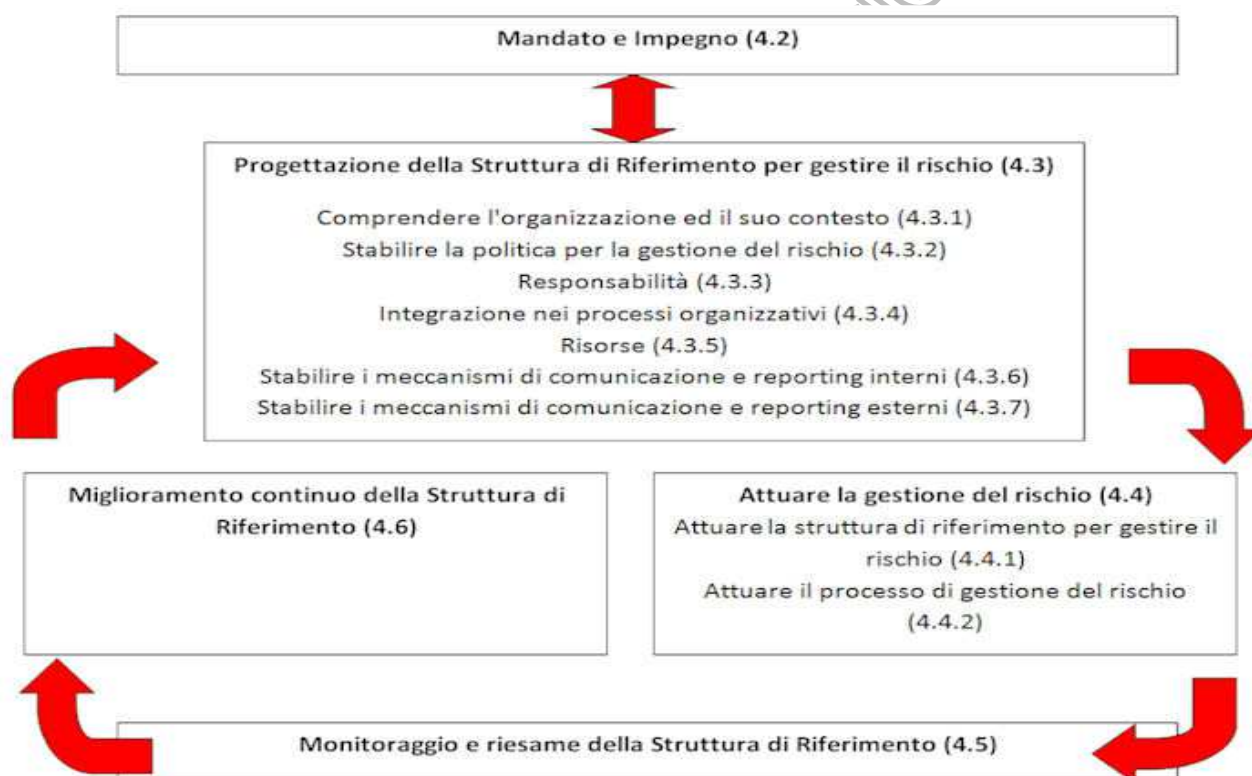 Mandato e Impegno (4.2)
Progettazione della Struttura di Riferimento per gestire il rischio (4.3)
Comprendere l'organizzazione ed il suo contesto (4.3.1)
Stabilire la politica per la gestione del rischio (4.3.2)
Responsabilità (4.3.3)
Integrazione nei processi organizzativi (4.3.4)
Risorse (4.3.5)
Stabilire i meccanismi di comunicazione e reporting interni (4.3.6)
Stabilire i meccanismi di comunicazione e reporting esterni (4.3.7)
Miglioramento continuo della Struttura di
Riferimento (4.6)
Attuare la gestione del rischio (4.4)
Attuare la struttura di riferimento per gestire il
rischio (4.4.1)
Attuare il processo di gestione del rischio
(4.4.2)
Monitoraggio e riesame della Struttura di Riferimento (4.5)